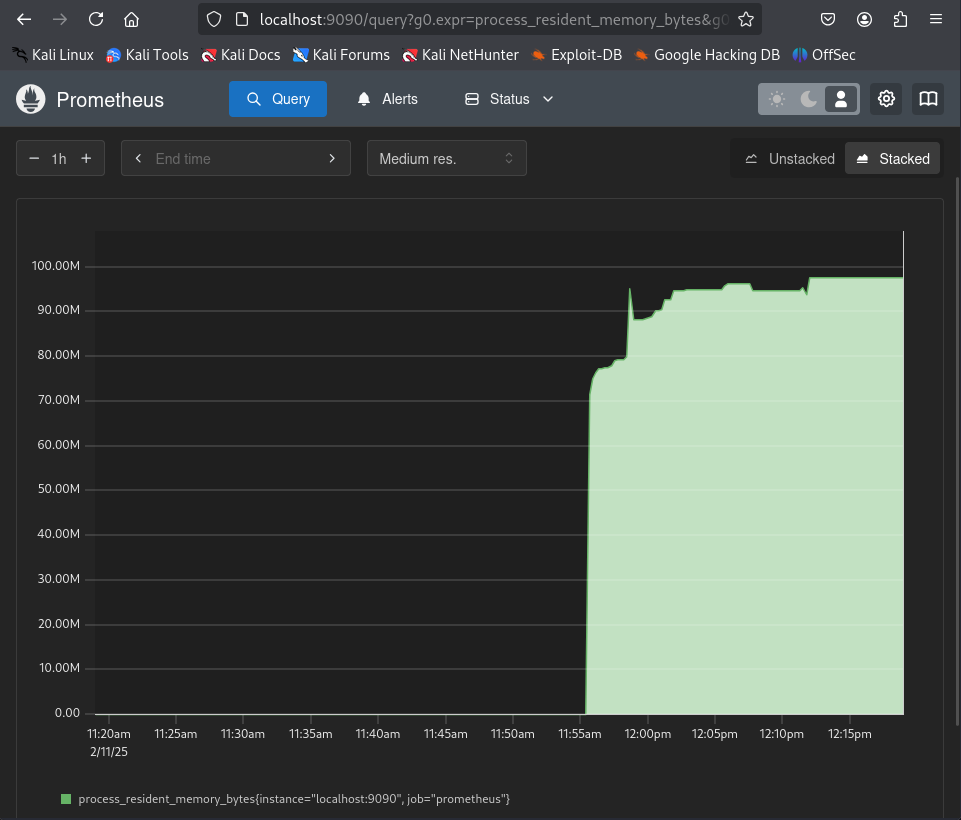 localhost:9090/query?g0.expr=process_resident_memory_bytes&g0
Kali Linux Kali Tools Kali Docs Kali Forums Kali NetHunter Exploit-DB Google Hacking DB OffSec
Prometheus Query Alerts Status
1h End time Medium res. Unstacked Stacked
100.00M
90.00M
80.00M
70.00M
60.00M
50.00M
40.00M
30.00M
20.00M
10.00M
0.00
11:20am 11:25am 11:30am 11:35am 11:40am 11:45am 11:50am 11:55am 12:00pm 12:05pm 12:10pm 12:15pm
2/11/25
process_resident_memory_bytes{instance="localhost:9090", job="prometheus"}